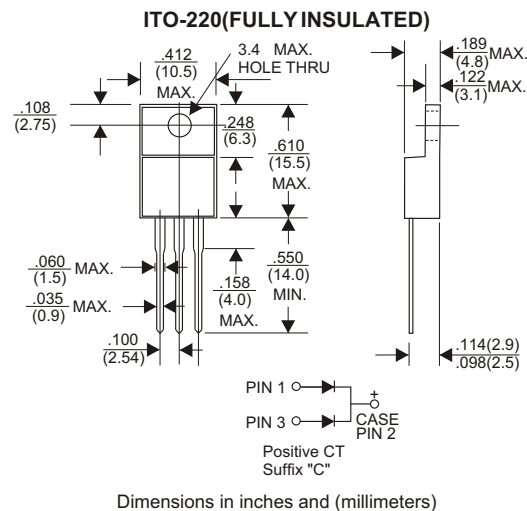 ITO-220(FULLY INSULATED)
.412
(10.5)
MAX.
3.4 MAX.
HOLE THRU
.189
(4.8) MAX.
.122
(3.1) MAX.
.108
(2.75)
.248
(6.3)
.610
(15.5)
MAX.
.060
(1.5) MAX.
.035
(0.9) MAX.
.100
(2.54)
.158
(4.0)
MAX.
.550
(14.0)
MIN.
.114(2.9)
.098(2.5)
PIN 1
+
PIN 3
CASE
PIN 2
Positive CT
Suffix "C"
Dimensions in inches and (millimeters)